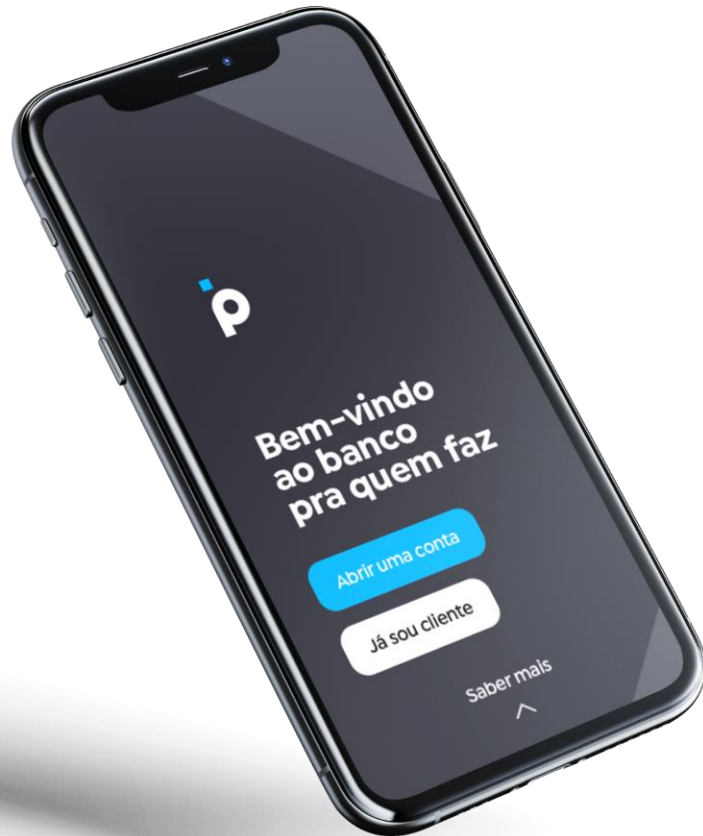 p
Bem-vindo
ao banco
pra quem faz
Abrir uma conta
Já sou cliente
Saber mais